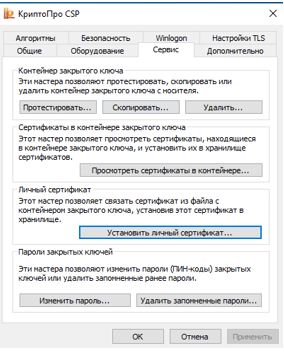 КриптоПро CSP
Алгоритмы Безопасность Winlogon Настройки TLS
Общие Оборудование Сервис Дополнительно
Контейнер закрытого ключа
Эти мастера позволяют протестировать, скопировать или
удалить контейнер закрытого ключа с носителя.
Протестировать... Скопировать... Удалить...
Сертификаты в контейнере закрытого ключа
Этот мастер позволяет просмотреть сертификаты, находящиеся
в контейнере закрытого ключа, и установить их в хранилище
сертификатов.
Просмотреть сертификаты в контейнере...
Личный сертификат
Этот мастер позволяет связать сертификат из файла с
контейнером закрытого ключа, установив этот сертификат в
хранилище.
Установить личный сертификат...
Пароли закрытых ключей
Эти мастера позволяют изменить пароли (ПИН-коды) закрытых
ключей или удалить запомненные ранее пароли.
Изменить пароль... Удалить запомненные пароли...
ОК Отмена Применить